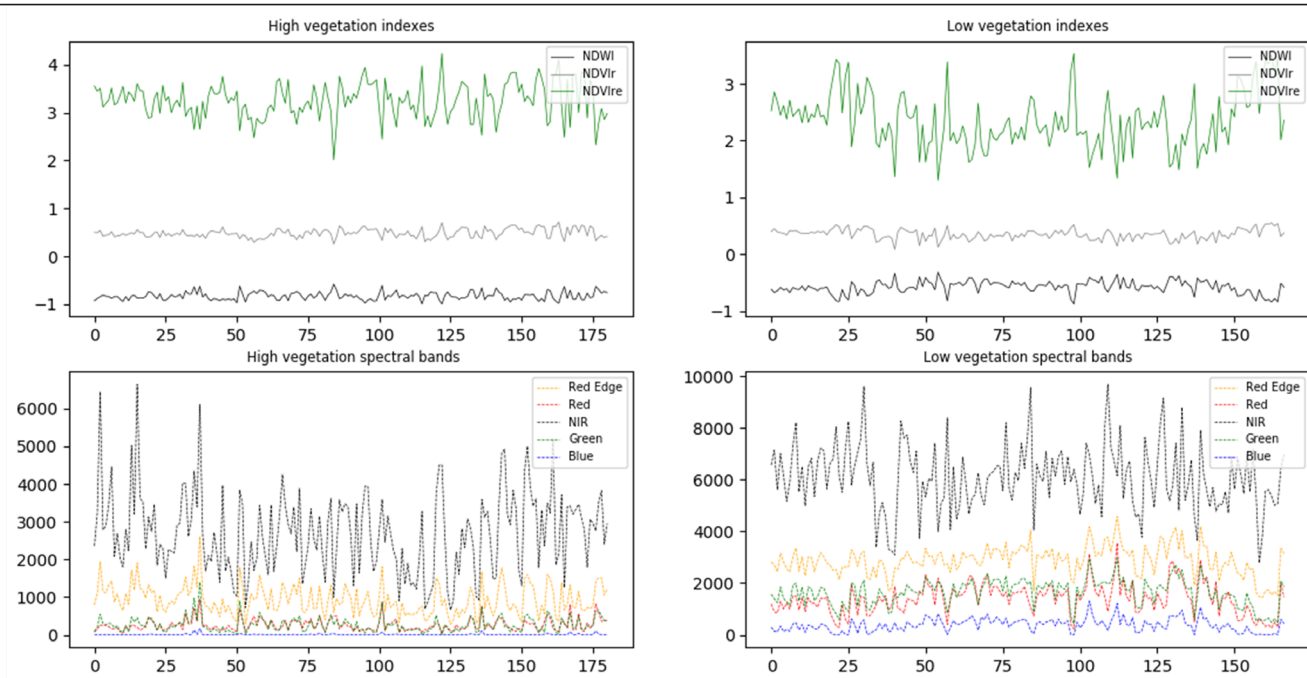 High vegetation indexes
4
3
2
1
0
−1
0 25 50 75 100 125 150 175
NDWI
NDVIr
NDVIre
Low vegetation indexes
3
2
1
0
−1
0 25 50 75 100 125 150
NDWI
NDVIr
NDVIre
High vegetation spectral bands
6000
5000
4000
3000
2000
1000
0
0 25 50 75 100 125 150 175
Red Edge
Red
NIR
Green
Blue
Low vegetation spectral bands
10000
8000
6000
4000
2000
0
0 25 50 75 100 125 150
Red Edge
Red
NIR
Green
Blue